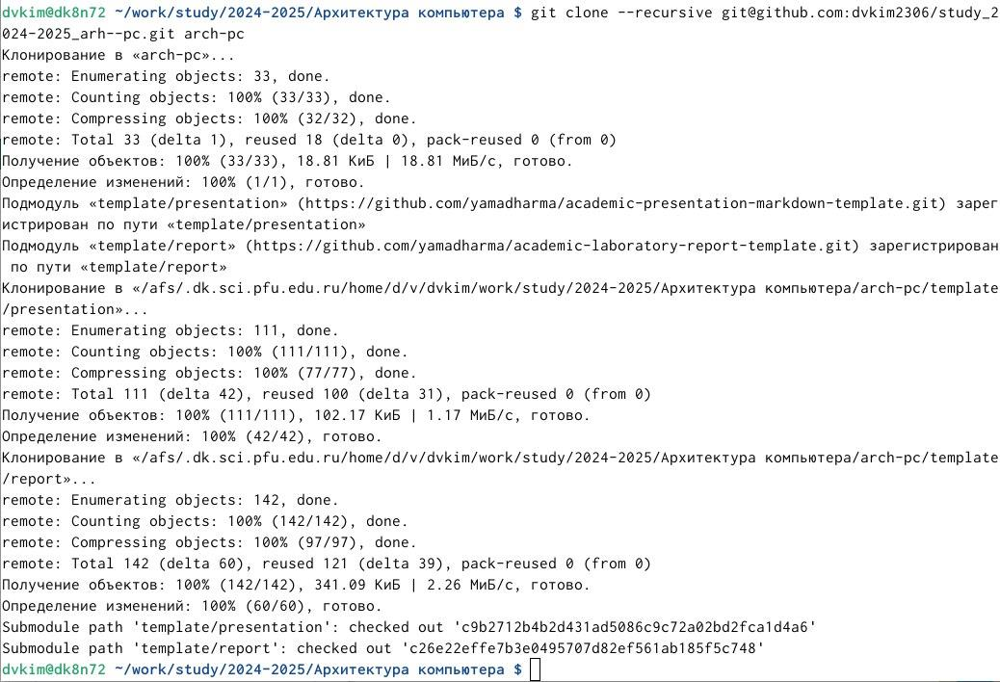 dvkim@dk8n72 ~/work/study/2024-2025/Архитектура компьютера $ git clone --recursive git@github.com:dvkim2306/study_2
024-2025_arh--pc.git arch-pc
Клонирование в «arch-pc»...
remote: Enumerating objects: 33, done.
remote: Counting objects: 100% (33/33), done.
remote: Compressing objects: 100% (32/32), done.
remote: Total 33 (delta 1), reused 18 (delta 0), pack-reused 0 (from 0)
Получение объектов: 100% (33/33), 18.81 КиБ | 18.81 МиБ/с, готово.
Определение изменений: 100% (1/1), готово.
Подмодуль «template/presentation» (https://github.com/yamadharma/academic-presentation-markdown-template.git) зарег
истрирован по пути «template/presentation»
Подмодуль «template/report» (https://github.com/yamadharma/academic-laboratory-report-template.git) зарегистрирован
 по пути «template/report»
Клонирование в «/afs/.dk.sci.pfu.edu.ru/home/d/v/dvkim/work/study/2024-2025/Архитектура компьютера/arch-pc/template
/presentation»...
remote: Enumerating objects: 111, done.
remote: Counting objects: 100% (111/111), done.
remote: Compressing objects: 100% (77/77), done.
remote: Total 111 (delta 42), reused 100 (delta 31), pack-reused 0 (from 0)
Получение объектов: 100% (111/111), 102.17 КиБ | 1.17 МиБ/с, готово.
Определение изменений: 100% (42/42), готово.
Клонирование в «/afs/.dk.sci.pfu.edu.ru/home/d/v/dvkim/work/study/2024-2025/Архитектура компьютера/arch-pc/template
/report»...
remote: Enumerating objects: 142, done.
remote: Counting objects: 100% (142/142), done.
remote: Compressing objects: 100% (97/97), done.
remote: Total 142 (delta 60), reused 121 (delta 39), pack-reused 0 (from 0)
Получение объектов: 100% (142/142), 341.09 КиБ | 2.26 МиБ/с, готово.
Определение изменений: 100% (60/60), готово.
Submodule path 'template/presentation': checked out 'c9b2712b4b2d431ad5086c9c72a02bd2fca1d4a6'
Submodule path 'template/report': checked out 'c26e22effe7b3e0495707d82ef561ab185f5c748'
dvkim@dk8n72 ~/work/study/2024-2025/Архитектура компьютера $